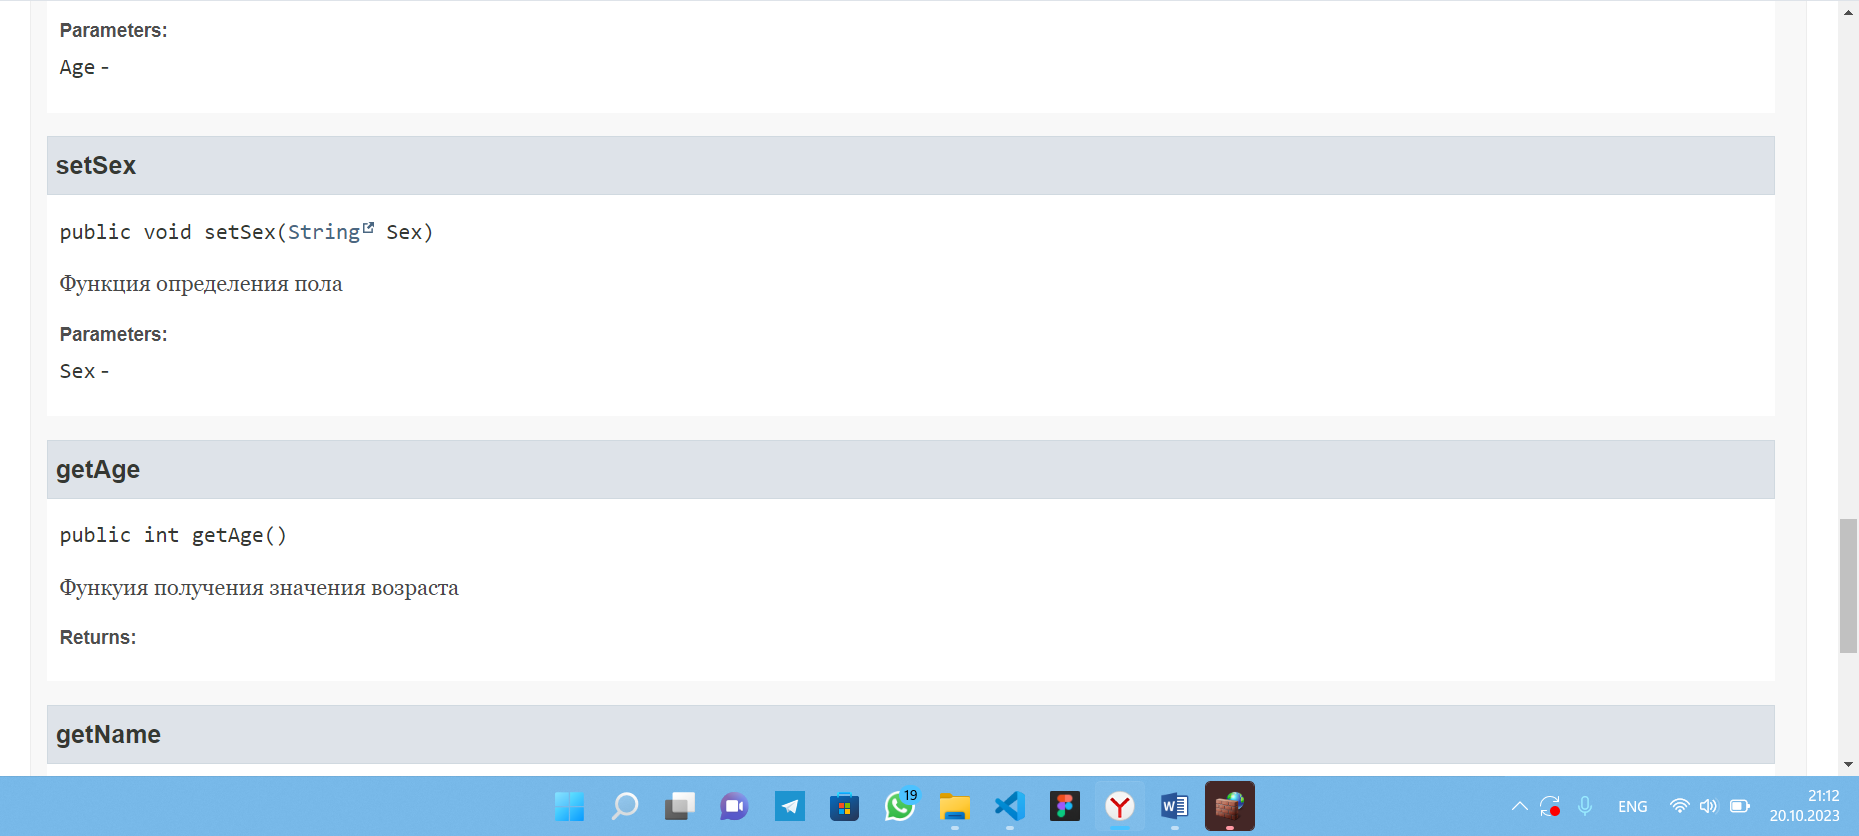 Parameters:
Age -
setSex
public void setSex(String Sex)
Функция определения пола
Parameters:
Sex -
getAge
public int getAge()
Функуия получения значения возраста
Returns:
getName
19
W
ENG
21:12
20.10.2023